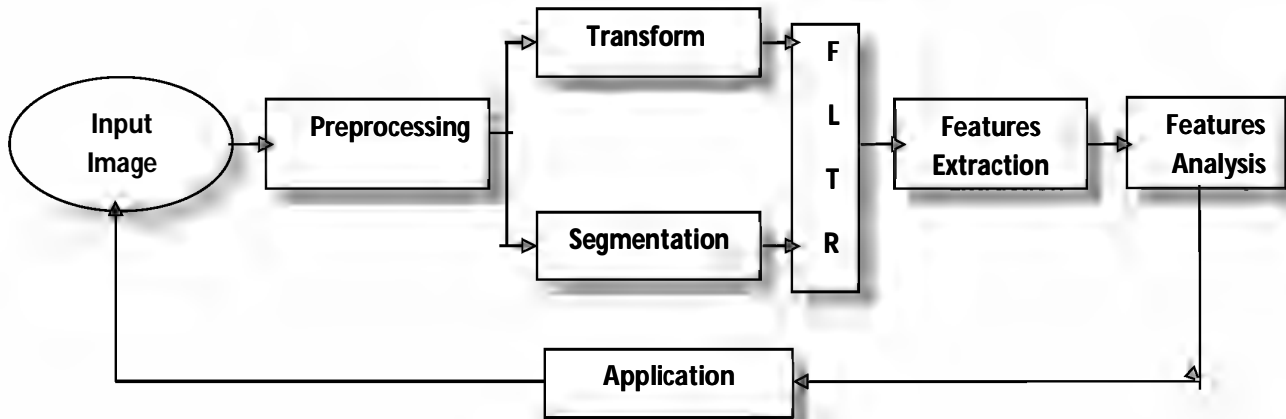 Input
Image
Preprocessing
Transform
Segmentation
F
L
T
R
Features
Extraction
Features
Analysis
Application